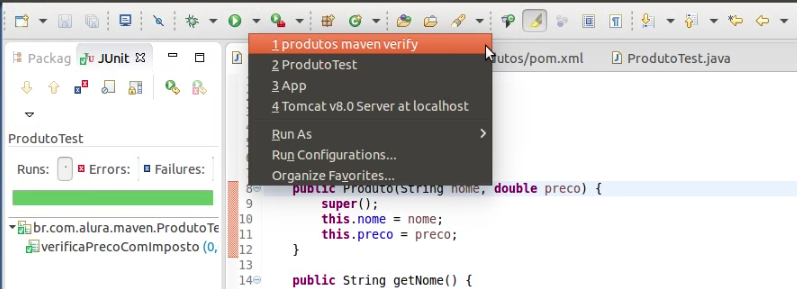 Packag JUnit
utos/pom.xml
ProdutoTest.java
1 produtos maven verify
2 ProdutoTest
3 App
4 Tomcat v8.0 Server at localhost
Run As
Run Configurations...
Organize Favorites...
ProdutoTest
Runs: Errors: Failures:
br.com.alura.maven.ProdutoTe
verificaPrecoComImposto (0,
8 public Produto(String nome, double preco) {
9 super();
10 this.nome = nome;
11 this.preco = preco;
12 }
13
14 public String getNome() {